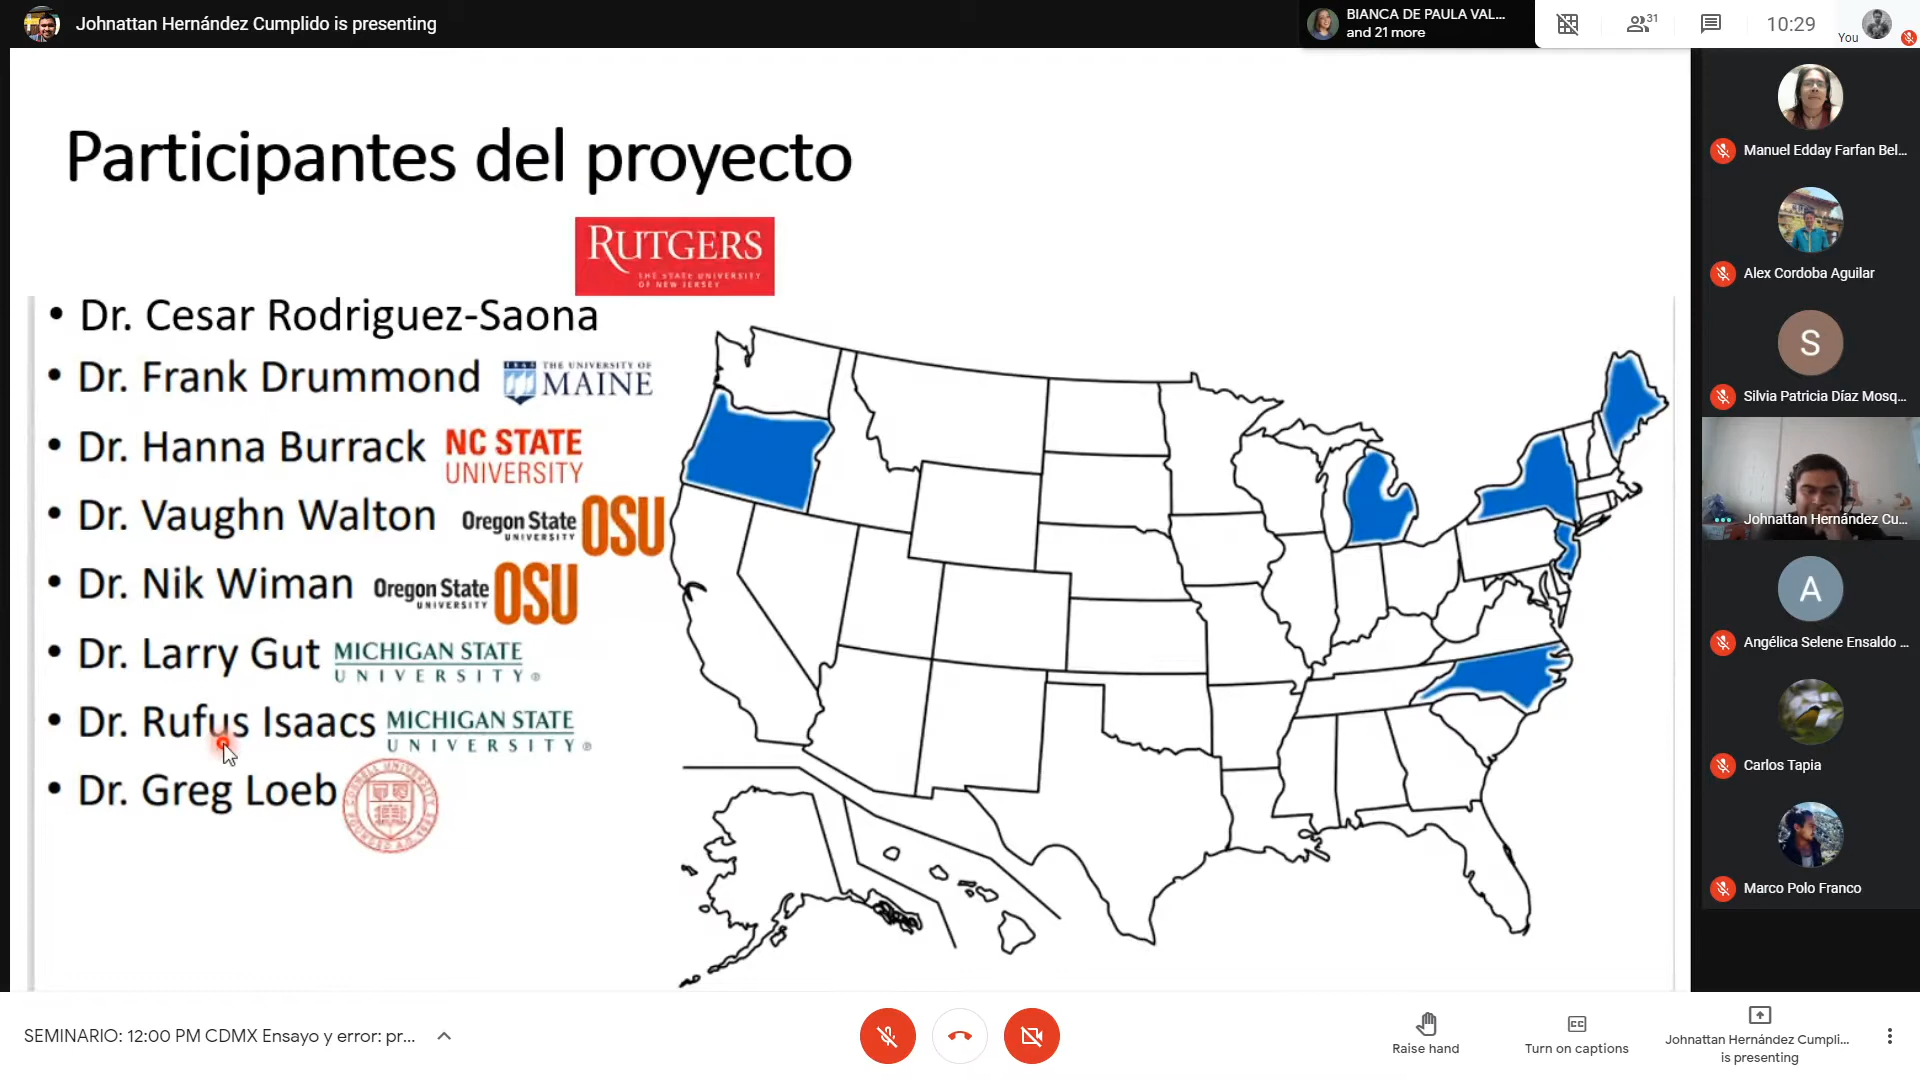 Johnattan Hernández Cumplido is presenting
BIANCA DE PAULA VAL...
and 21 more
31
10:29
You
Participantes del proyecto
RUTGERS
THE STATE UNIVERSITY
OF NEW JERSEY
• Dr. Cesar Rodriguez-Saona
• Dr. Frank Drummond
1865 THE UNIVERSITY OF
MAINE
• Dr. Hanna Burrack
NC STATE
UNIVERSITY
• Dr. Vaughn Walton
Oregon State
UNIVERSITY
OSU
• Dr. Nik Wiman
Oregon State
UNIVERSITY
OSU
• Dr. Larry Gut
MICHIGAN STATE
UNIVERSITY®
• Dr. Rufus Isaacs
MICHIGAN STATE
UNIVERSITY®
• Dr. Greg Loeb
CORNELL UNIVERSITY
FOUNDED A.D. 1865
Manuel Edday Farfan Bel...
Alex Cordoba Aguilar
S
Silvia Patricia Díaz Mosq...
Johnattan Hernández Cu...
A
Angélica Selene Ensaldo ...
Carlos Tapia
Marco Polo Franco
SEMINARIO: 12:00 PM CDMX Ensayo y error: pr...
Raise hand
Turn on captions
Johnattan Hernández Cumpli...
is presenting